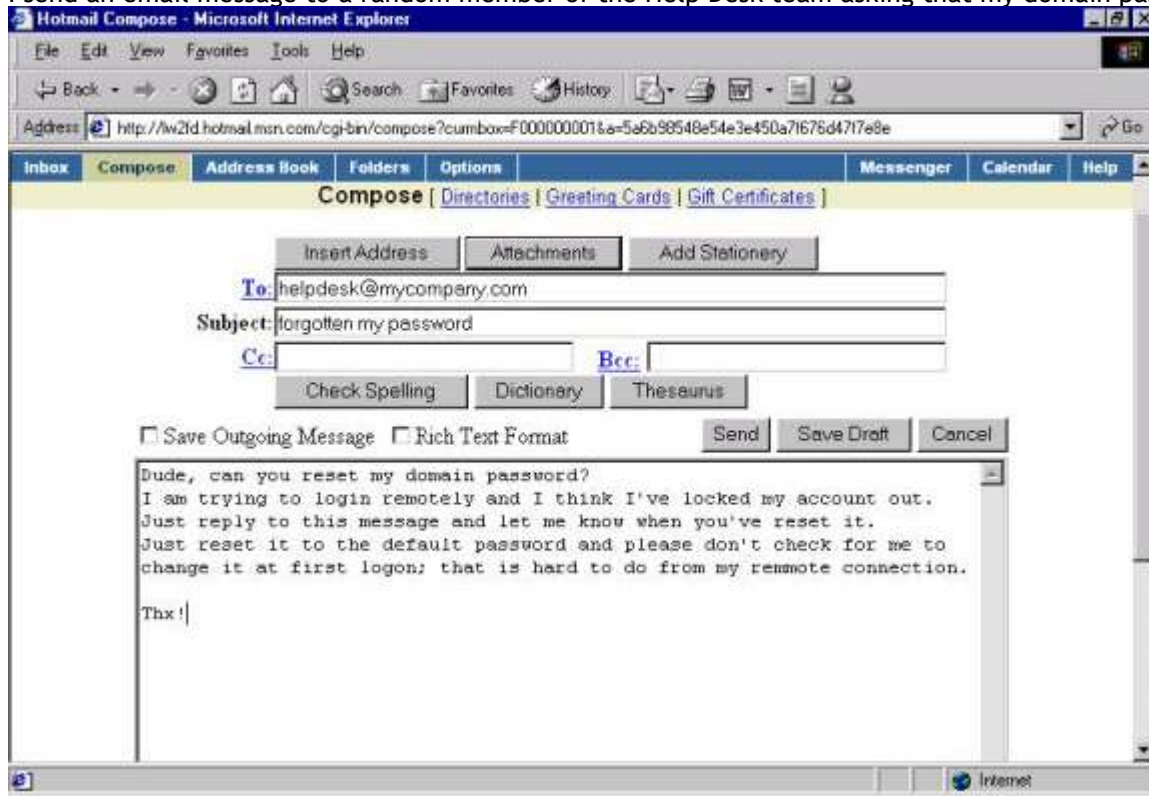 I send an email message to a random member of the Help Desk team asking that my domain pa
Hotmail Compose - Microsoft Internet Explorer
File Edit View Favorites Tools Help
Back Search Favorites History
Address http://lw2fd.hotmail.msn.com/cgi-bin/compose?curmbox=F000000001&a=5a6b98548e54e3e450a7f676d4717e8e Go
Inbox Compose Address Book Folders Options Messenger Calendar Help
Compose [ Directories | Greeting Cards | Gift Certificates ]
Insert Address Attachments Add Stationery
To: helpdesk@mycompany.com
Subject: forgotten my password
Cc: Bcc:
Check Spelling Dictionary Thesaurus
Save Outgoing Message Rich Text Format Send Save Draft Cancel
Dude, can you reset my domain password?
I am trying to login remotely and I think I've locked my account out.
Just reply to this message and let me know when you've reset it.
Just reset it to the default password and please don't check for me to
change it at first logon; that is hard to do from my remmote connection.
Thx!
Internet